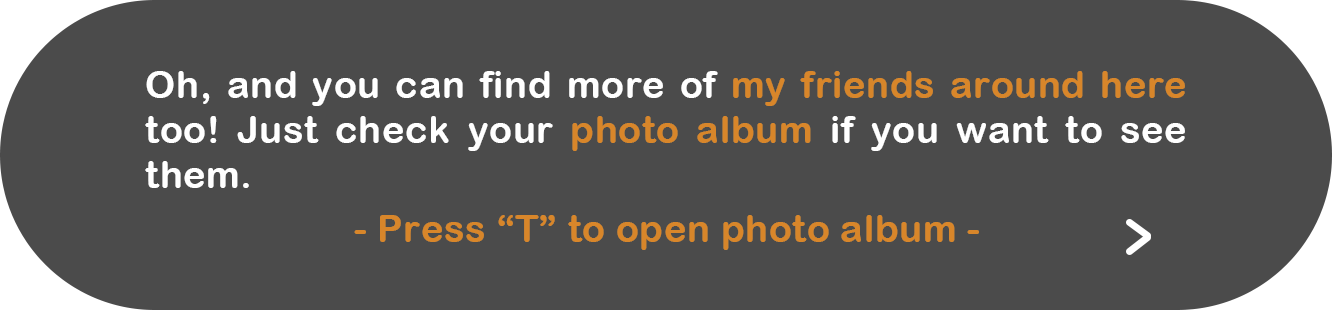 Oh, and you can find more of my friends around here
too! Just check your photo album if you want to see
them.
- Press “T” to open photo album -